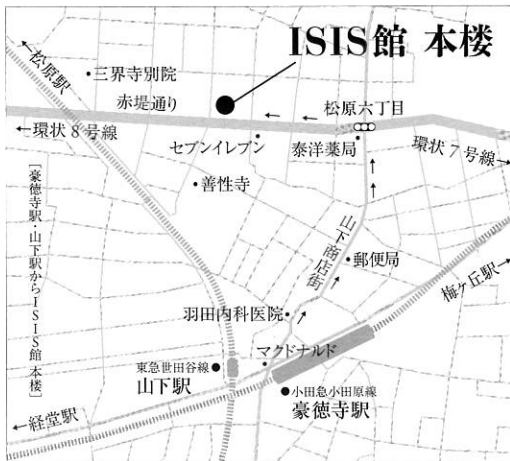 ISIS館 本楼
←松原駅
・三界寺別院
赤堤通り
松原六丁目
←環状8号線
セブンイレブン
泰洋薬局
環状7号線→
・善性寺
[豪徳寺駅・山下駅からISIS館 本楼]
山下商店街
・郵便局
梅ヶ丘駅→
羽田内科医院・
マクドナルド
東急世田谷線
山下駅
小田急小田原線
豪徳寺駅
←経堂駅